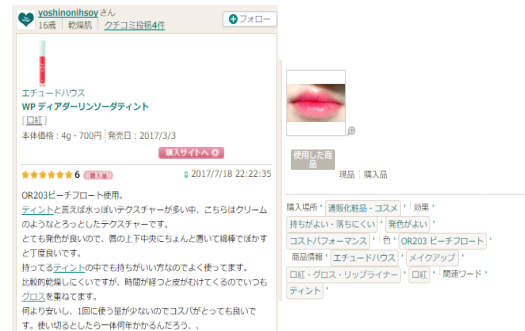 yoshinonihsoyさん
16歳 乾燥肌 クチコミ投稿4件
フォロー
エチュードハウス
WP ディアダーリンソーダティント
[ 口紅 ]
本体価格：4g・700円 発売日：2017/3/3
購入サイトへ
6 購入品 2017/7/18 22:22:35
OR203ピーチフロート使用。
ティントと言えば水っぽいテクスチャーが多い中、こちらはクリーム
のようなとろっとしたテクスチャーです。
とても発色が良いので、唇の上下中央にちょんと置いて綿棒でぼかす
と丁度良いです。
持ってるティントの中でも持ちがいい方なのでよく使ってます。
比較的乾燥しにくいですが、時間が経つと皮がむけてくるのでいつも
グロスを重ねてます。
何より安いし、1回に使う量が少ないのでコスパがとっても良いで
す。使い切るとしたら一体何年かかるんだろう、、
使用した商
品
現品 購入品
購入場所 通販化粧品・コスメ 効果
持ちがよい・落ちにくい 発色がよい
コストパフォーマンス 色 OR203 ピーチフロート
商品情報 エチュードハウス メイクアップ
口紅・グロス・リップライナー 口紅 関連ワード
ティント